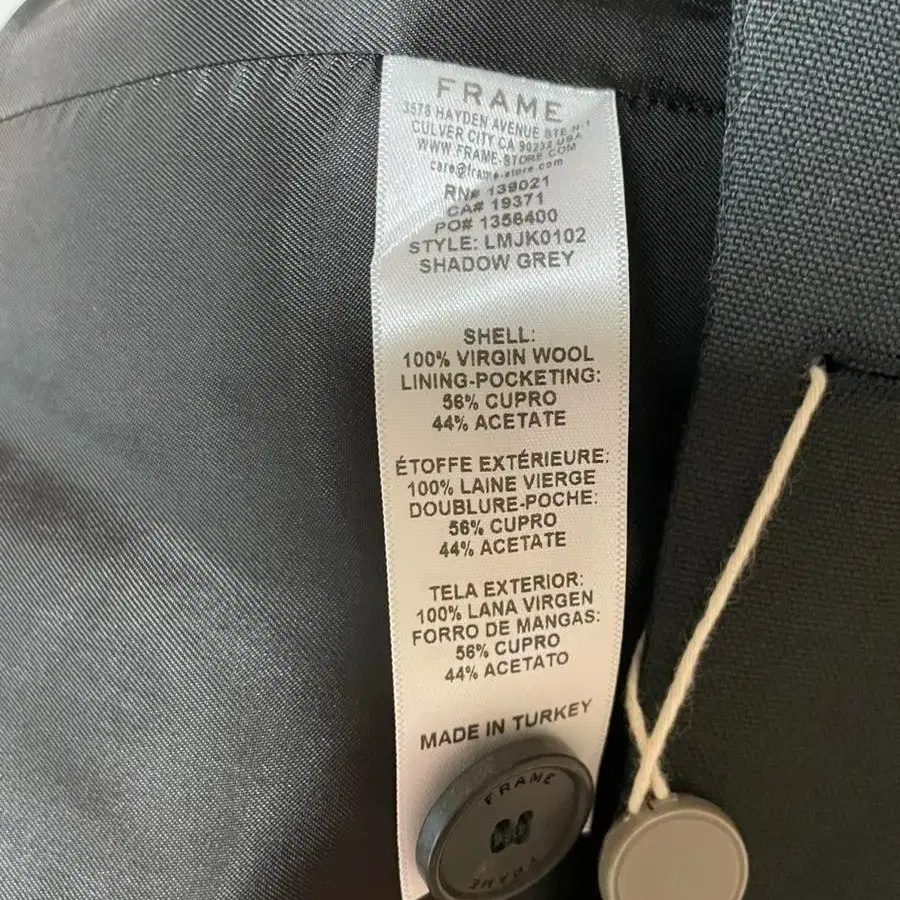 FRAME
3578 HAYDEN AVENUE STE N 1
CULVER CITY CA 90232 USA
WWW.FRAME-STORE.COM
care@frame-store.com
RN# 139021
CA# 19371
PO# 1356400
STYLE: LMJK0102
SHADOW GREY
SHELL:
100% VIRGIN WOOL
LINING-POCKETING:
56% CUPRO
44% ACETATE
ÉTOFFE EXTÉRIEURE:
100% LAINE VIERGE
DOUBLURE-POCHE:
56% CUPRO
44% ACETATE
TELA EXTERIOR:
100% LANA VIRGEN
FORRO DE MANGAS:
56% CUPRO
44% ACETATO
MADE IN TURKEY
FRAME
FRAME